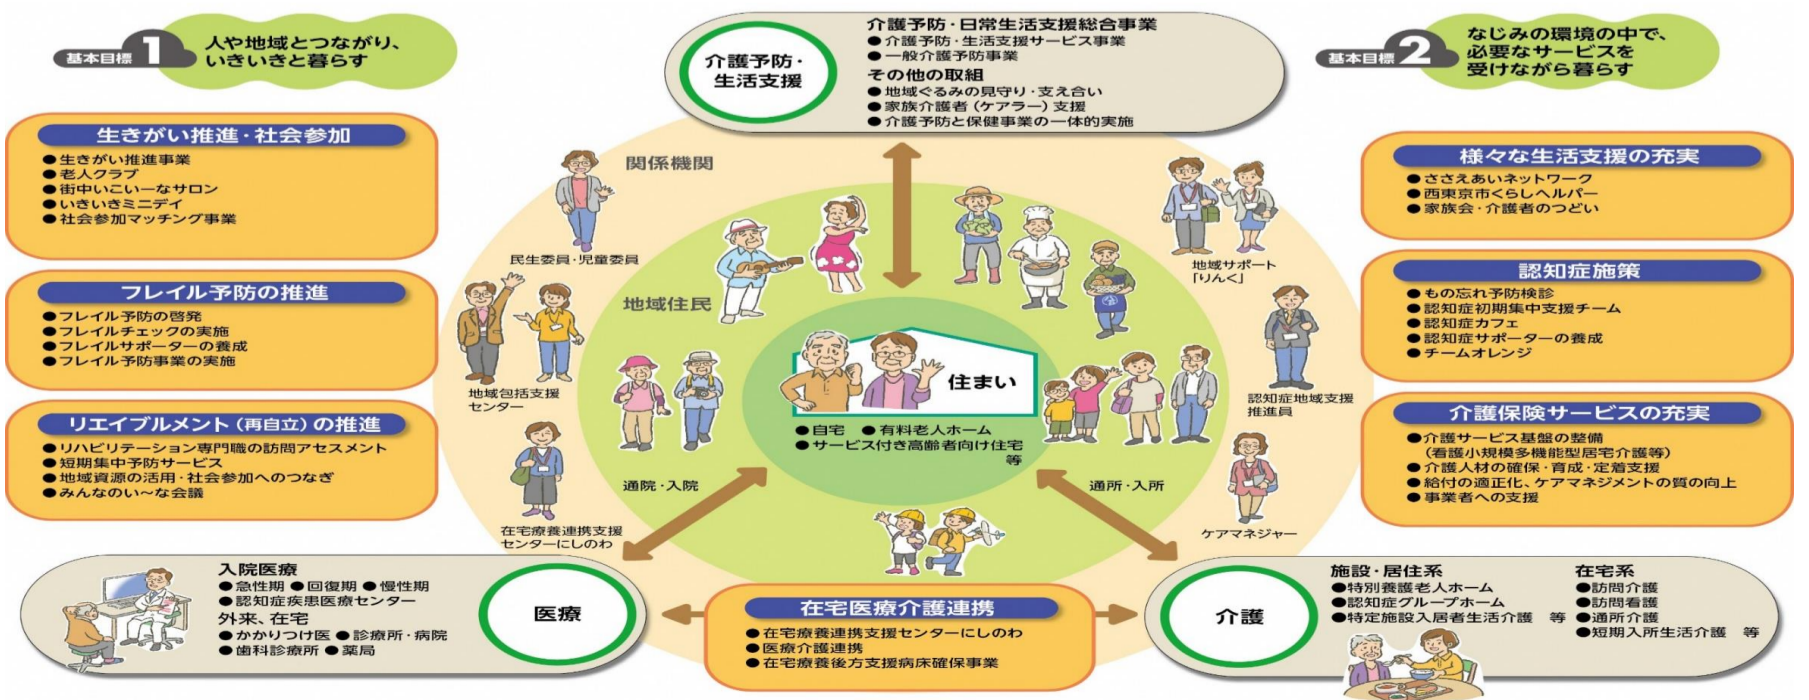 基本目標 1
人や地域とつながり、
いきいきと暮らす
生きがい推進・社会参加
●生きがい推進事業
●老人クラブ
●街中いこいーなサロン
●いきいきミニデイ
●社会参加マッチング事業
フレイル予防の推進
●フレイル予防の啓発
●フレイルチェックの実施
●フレイルサポーターの養成
●フレイル予防事業の実施
リエイブルメント(再自立)の推進
●リハビリテーション専門職の訪問アセスメント
●短期集中予防サービス
●地域資源の活用・社会参加へのつなぎ
●みんなのい～な会議
介護予防・
生活支援
介護予防・日常生活支援総合事業
●介護予防・生活支援サービス事業
●一般介護予防事業
その他の取組
●地域ぐるみの見守り・支え合い
●家族介護者(ケアラー)支援
●介護予防と保健事業の一体的実施
基本目標 2
なじみの環境の中で、
必要なサービスを
受けながら暮らす
様々な生活支援の充実
●ささえあいネットワーク
●西東京市くらしヘルパー
●家族会・介護者のつどい
認知症施策
●もの忘れ予防検診
●認知症初期集中支援チーム
●認知症カフェ
●認知症サポーターの養成
●チームオレンジ
介護保険サービスの充実
●介護サービス基盤の整備
(看護小規模多機能型居宅介護等)
●介護人材の確保・育成・定着支援
●給付の適正化、ケアマネジメントの質の向上
●事業者への支援
関係機関
民生委員・児童委員
地域包括支援
センター
在宅療養連携支援
センターにしのわ
地域サポート
「りんく」
認知症地域支援
推進員
ケアマネジャー
地域住民
住まい
●自宅 ●有料老人ホーム
●サービス付き高齢者向け住宅
等
通院・入院
通所・入所
入院医療
●急性期 ●回復期 ●慢性期
●認知症疾患医療センター
外来、在宅
●かかりつけ医 ●診療所・病院
●歯科診療所 ●薬局
医療
在宅医療介護連携
●在宅療養連携支援センターにしのわ
●医療介護連携
●在宅療養後方支援病床確保事業
介護
施設・居住系
●特別養護老人ホーム
●認知症グループホーム
●特定施設入居者生活介護 等
在宅系
●訪問介護
●訪問看護
●通所介護
●短期入所生活介護 等